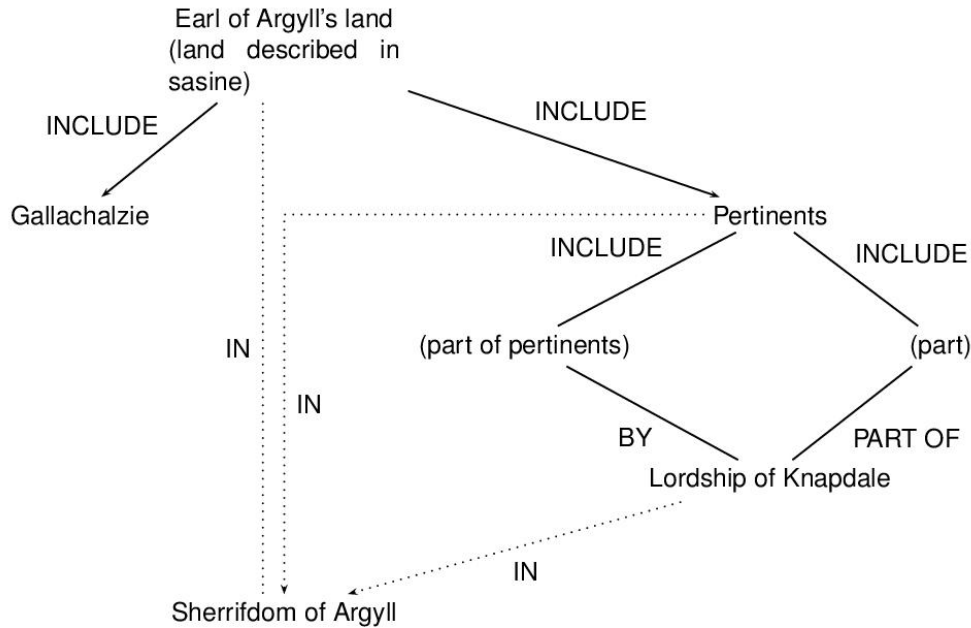 Earl of Argyll's land
(land described in
sasine)
INCLUDE
INCLUDE
Gallachalzie
Pertinents
INCLUDE
INCLUDE
IN
(part of pertinents)
(part)
IN
BY
PART OF
Lordship of Knapdale
IN
Sherrifdom of Argyll